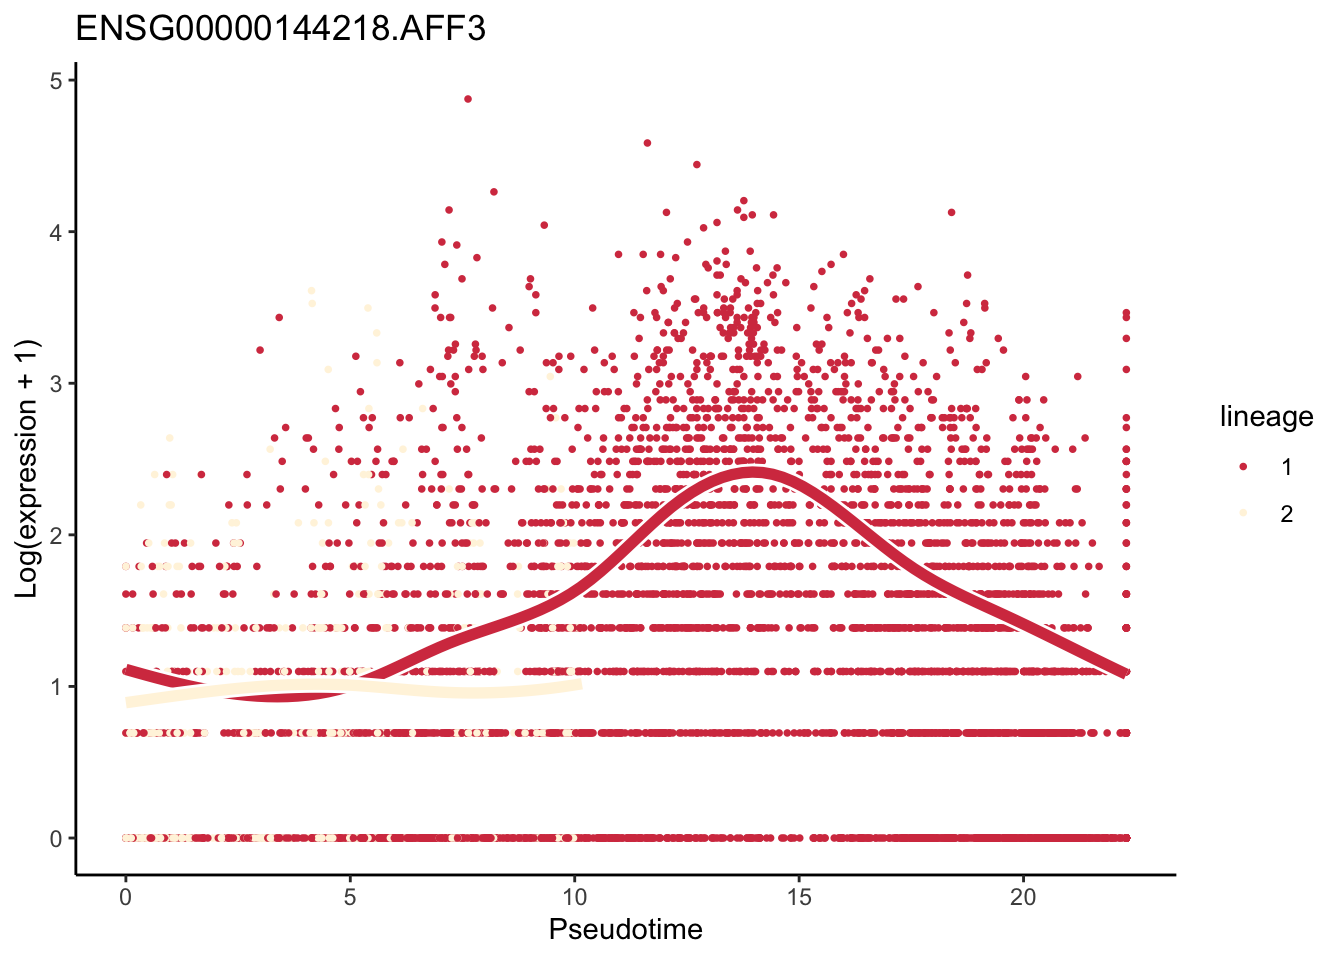 ENSG00000144218.AFF3
5
4
3
2
1
0
Log(expression + 1)
0 5 10 15 20
Pseudotime
lineage
1
2